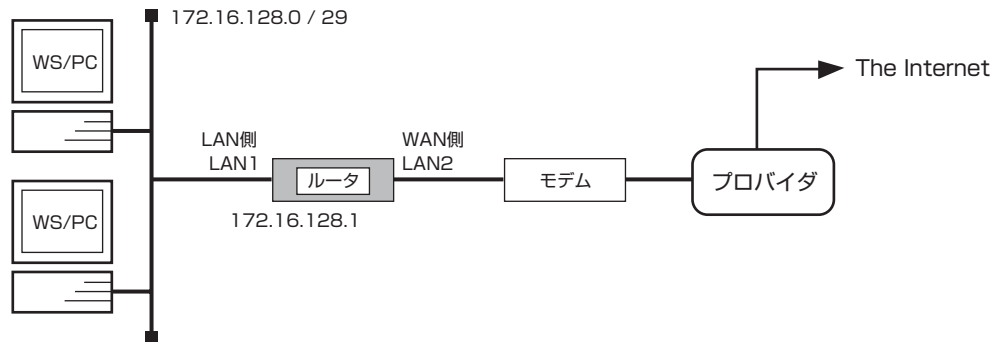 172.16.128.0 / 29
WS/PC
The Internet
LAN側
LAN1
WAN側
LAN2
ルータ
モデム
プロバイダ
172.16.128.1
WS/PC